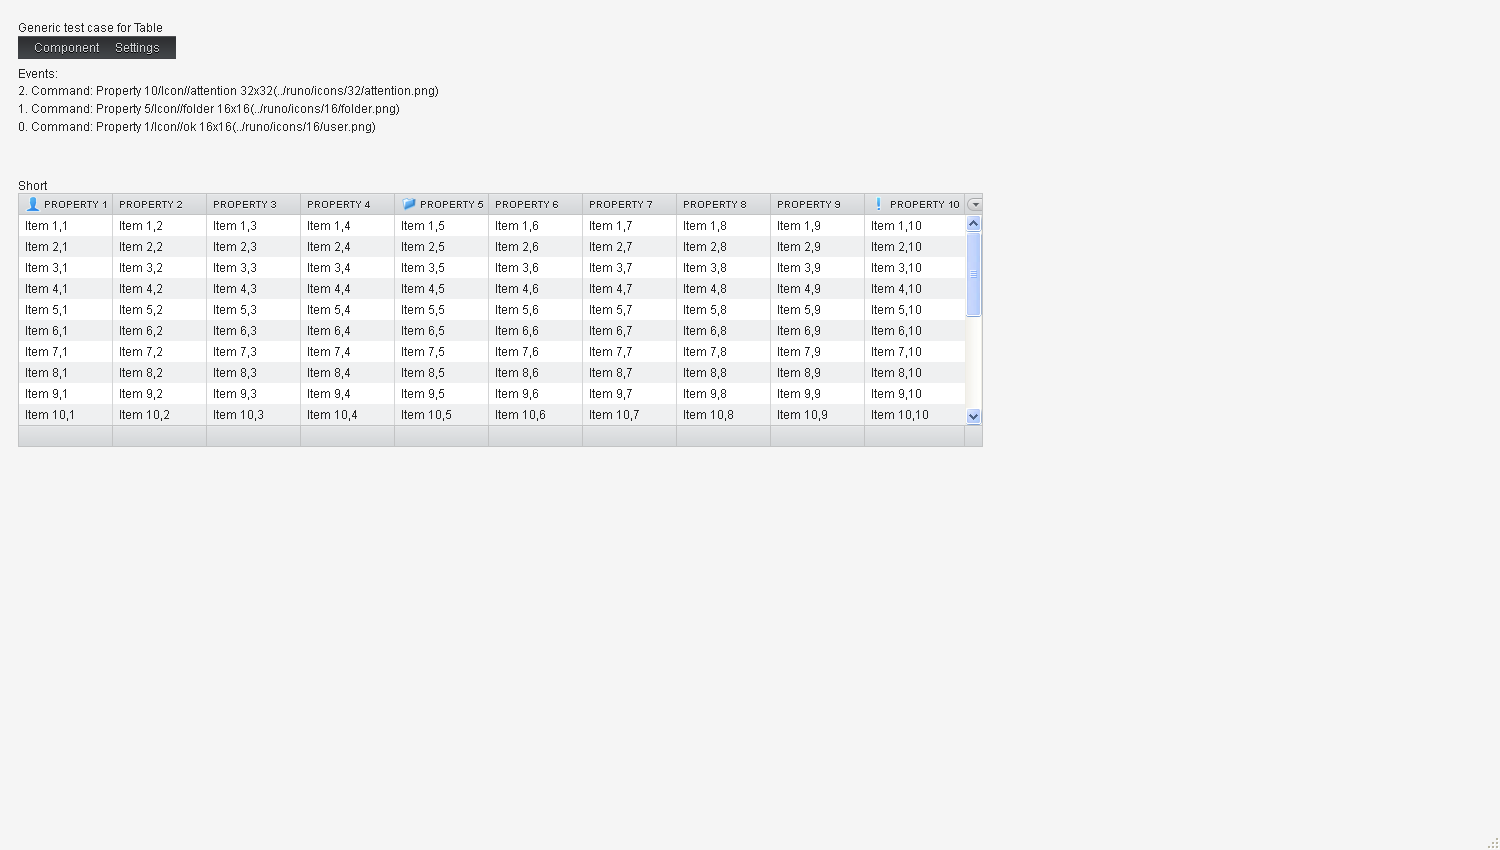 Generic test case for Table
Component Settings
Events:
2. Command: Property 10/Icon//attention 32x32(../runo/icons/32/attention.png)
1. Command: Property 5/Icon//folder 16x16(../runo/icons/16/folder.png)
0. Command: Property 1/Icon//ok 16x16(../runo/icons/16/user.png)
Short
PROPERTY 1 PROPERTY 2 PROPERTY 3 PROPERTY 4 PROPERTY 5 PROPERTY 6 PROPERTY 7 PROPERTY 8 PROPERTY 9 PROPERTY 10
Item 1,1 Item 1,2 Item 1,3 Item 1,4 Item 1,5 Item 1,6 Item 1,7 Item 1,8 Item 1,9 Item 1,10
Item 2,1 Item 2,2 Item 2,3 Item 2,4 Item 2,5 Item 2,6 Item 2,7 Item 2,8 Item 2,9 Item 2,10
Item 3,1 Item 3,2 Item 3,3 Item 3,4 Item 3,5 Item 3,6 Item 3,7 Item 3,8 Item 3,9 Item 3,10
Item 4,1 Item 4,2 Item 4,3 Item 4,4 Item 4,5 Item 4,6 Item 4,7 Item 4,8 Item 4,9 Item 4,10
Item 5,1 Item 5,2 Item 5,3 Item 5,4 Item 5,5 Item 5,6 Item 5,7 Item 5,8 Item 5,9 Item 5,10
Item 6,1 Item 6,2 Item 6,3 Item 6,4 Item 6,5 Item 6,6 Item 6,7 Item 6,8 Item 6,9 Item 6,10
Item 7,1 Item 7,2 Item 7,3 Item 7,4 Item 7,5 Item 7,6 Item 7,7 Item 7,8 Item 7,9 Item 7,10
Item 8,1 Item 8,2 Item 8,3 Item 8,4 Item 8,5 Item 8,6 Item 8,7 Item 8,8 Item 8,9 Item 8,10
Item 9,1 Item 9,2 Item 9,3 Item 9,4 Item 9,5 Item 9,6 Item 9,7 Item 9,8 Item 9,9 Item 9,10
Item 10,1 Item 10,2 Item 10,3 Item 10,4 Item 10,5 Item 10,6 Item 10,7 Item 10,8 Item 10,9 Item 10,10